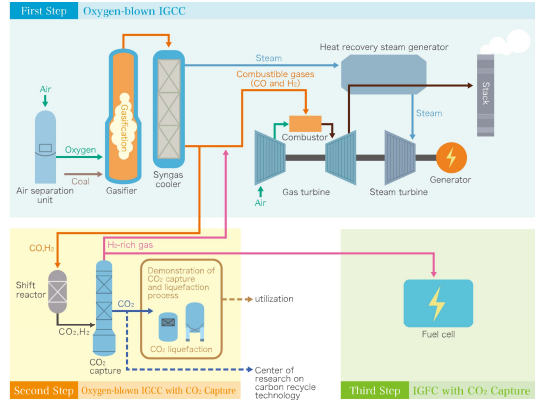 First Step Oxygen-blown IGCC
Steam
Heat recovery steam generator
Combustible gases
(CO and H₂)
Stack
Air
Gasification
Combustor
Steam
Oxygen
Coal
Air separation
unit
Gasifier
Syngas
cooler
Gas turbine
Steam turbine
Generator
Air
CO,H₂
H₂-rich gas
Shift
reactor
CO₂,H₂
CO₂
capture
CO₂
Demonstration of
CO₂ capture
and liquefaction
process
CO₂ liquefaction
utilization
Center of
research on
carbon recycle
technology
Fuel cell
Second Step Oxygen-blown IGCC with CO₂ Capture
Third Step IGFC with CO₂ Capture